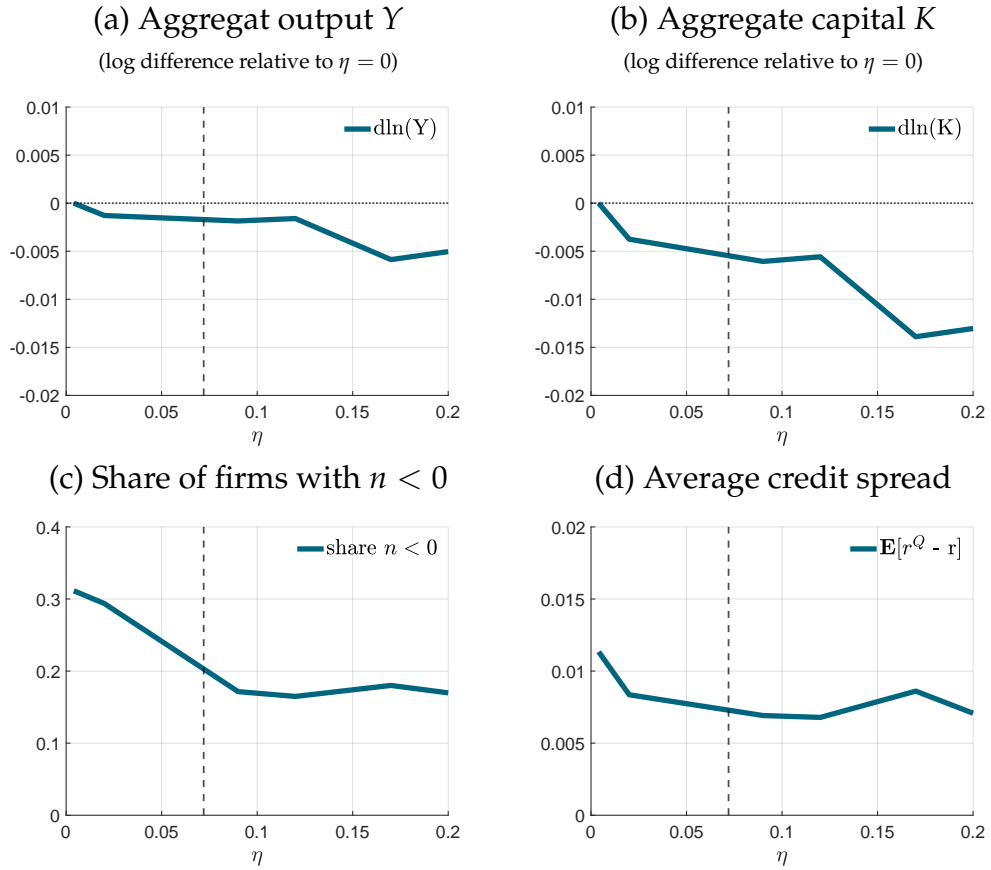 (a) Aggregat output Y
(log difference relative to η = 0)
0.01
0.005
0
-0.005
-0.01
-0.015
-0.02
dln(Y)
0 0.05 0.1 0.15 0.2
η
(b) Aggregate capital K
(log difference relative to η = 0)
0.01
0.005
0
-0.005
-0.01
-0.015
-0.02
dln(K)
0 0.05 0.1 0.15 0.2
η
(c) Share of firms with n < 0
0.4
0.3
0.2
0.1
0
share n < 0
0 0.05 0.1 0.15 0.2
η
(d) Average credit spread
0.02
0.015
0.01
0.005
0
E[r^Q - r]
0 0.05 0.1 0.15 0.2
η